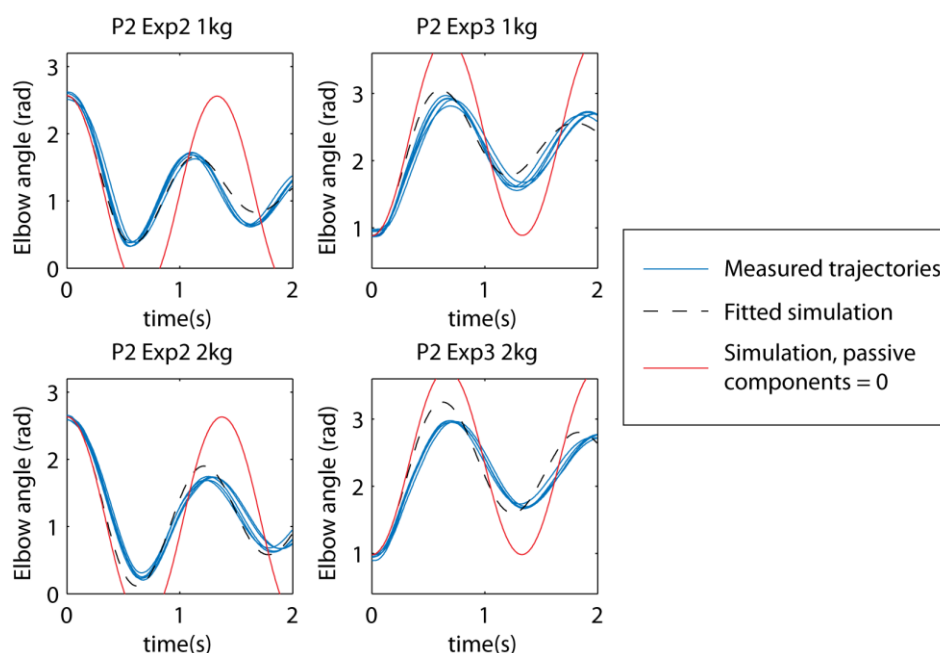 P2 Exp2 1kg
Elbow angle (rad)
3
2
1
0
0
1
2
time(s)
P2 Exp3 1kg
Elbow angle (rad)
3
2
1
0
1
2
time(s)
P2 Exp2 2kg
Elbow angle (rad)
3
2
1
0
0
1
2
time(s)
P2 Exp3 2kg
Elbow angle (rad)
3
2
1
0
1
2
time(s)
Measured trajectories
Fitted simulation
Simulation, passive
components = 0